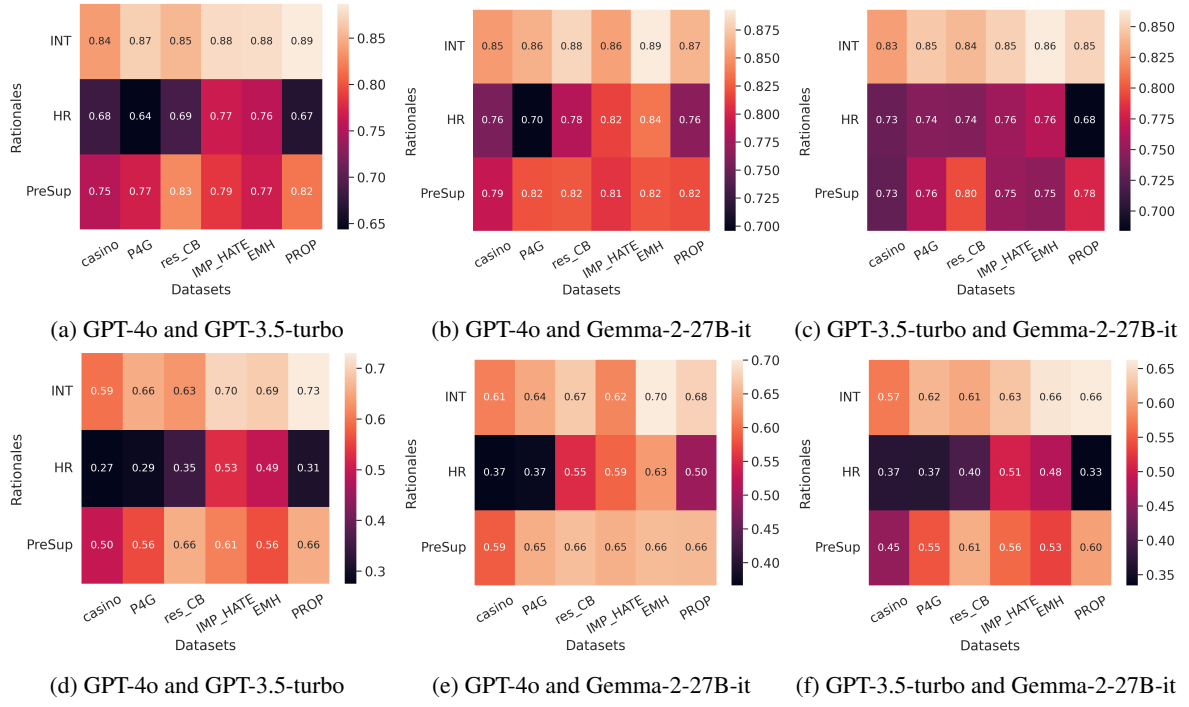 Rationales
INT
HR
PreSup
0.84 0.87 0.85 0.88 0.88 0.89
0.68 0.64 0.69 0.77 0.76 0.67
0.75 0.77 0.83 0.79 0.77 0.82
casino P4G res_CB IMP_HATE EMH PROP
Datasets
0.85
0.80
0.75
0.70
0.65
(a) GPT-4o and GPT-3.5-turbo
Rationales
INT
HR
PreSup
0.85 0.86 0.88 0.87 0.89 0.87
0.76 0.70 0.78 0.82 0.84 0.76
0.79 0.82 0.82 0.81 0.82 0.82
casino P4G res_CB IMP_HATE EMH PROP
Datasets
0.875
0.850
0.825
0.800
0.775
0.750
0.725
0.700
(b) GPT-4o and Gemma-2-27B-it
Rationales
INT
HR
PreSup
0.83 0.85 0.84 0.85 0.86 0.85
0.73 0.74 0.74 0.76 0.76 0.68
0.73 0.76 0.80 0.75 0.75 0.78
casino P4G res_CB IMP_HATE EMH PROP
Datasets
0.850
0.825
0.800
0.775
0.750
0.725
0.700
(c) GPT-3.5-turbo and Gemma-2-27B-it
Rationales
INT
HR
PreSup
0.59 0.66 0.63 0.70 0.69 0.73
0.27 0.29 0.35 0.53 0.49 0.31
0.50 0.56 0.66 0.61 0.56 0.66
casino P4G res_CB IMP_HATE EMH PROP
Datasets
0.7
0.6
0.5
0.4
0.3
(d) GPT-4o and GPT-3.5-turbo
Rationales
INT
HR
PreSup
0.61 0.64 0.67 0.62 0.70 0.68
0.37 0.37 0.55 0.59 0.63 0.50
0.59 0.65 0.66 0.65 0.66 0.66
casino P4G res_CB IMP_HATE EMH PROP
Datasets
0.70
0.65
0.60
0.55
0.50
0.45
0.40
(e) GPT-4o and Gemma-2-27B-it
Rationales
INT
HR
PreSup
0.57 0.62 0.61 0.63 0.66 0.66
0.37 0.37 0.40 0.51 0.48 0.33
0.45 0.55 0.61 0.56 0.53 0.60
casino P4G res_CB IMP_HATE EMH PROP
Datasets
0.65
0.60
0.55
0.50
0.45
0.40
0.35
(f) GPT-3.5-turbo and Gemma-2-27B-it